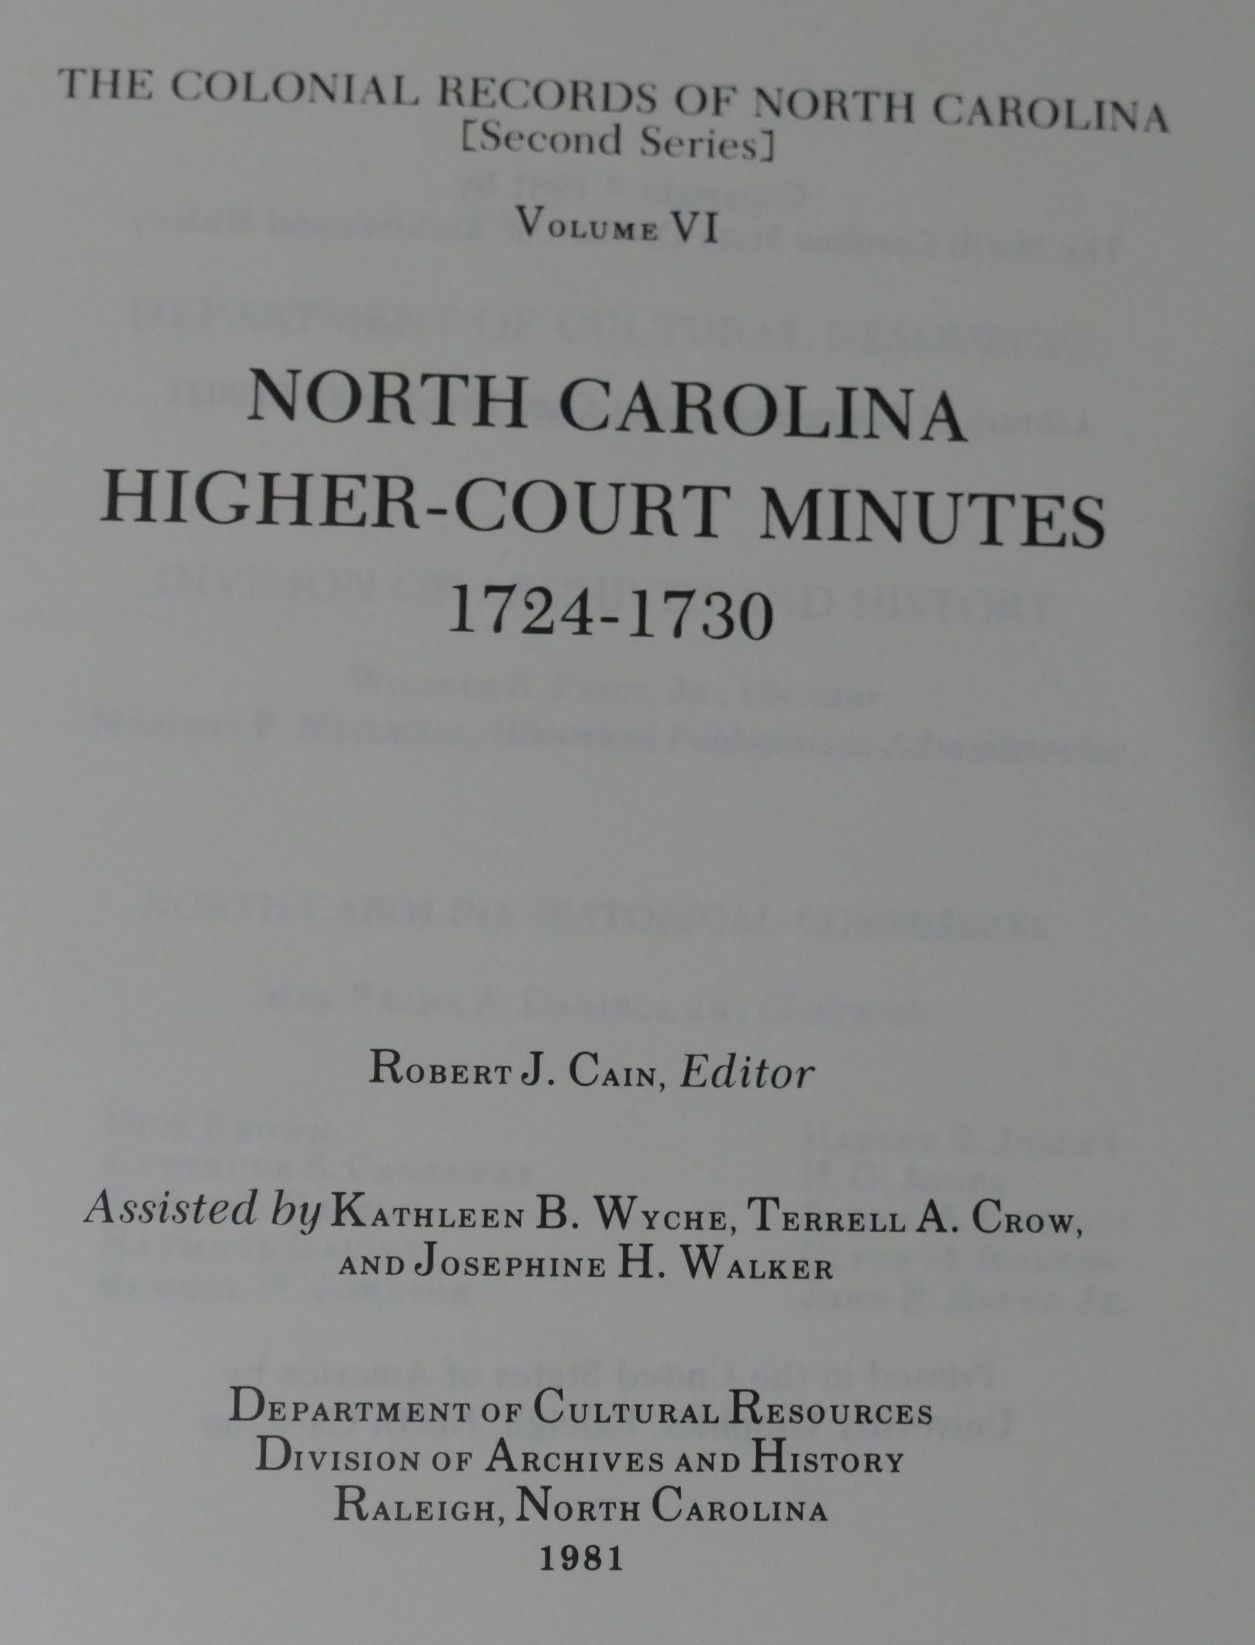 THE COLONIAL RECORDS OF NORTH CAROLINA
[Second Series]
VOLUME VI
NORTH CAROLINA
HIGHER-COURT MINUTES
1724-1730
ROBERT J. CAIN, Editor
Assisted by KATHLEEN B. WYCHE, TERRELL A. CROW,
AND JOSEPHINE H. WALKER
DEPARTMENT OF CULTURAL RESOURCES
DIVISION OF ARCHIVES AND HISTORY
RALEIGH, NORTH CAROLINA
1981